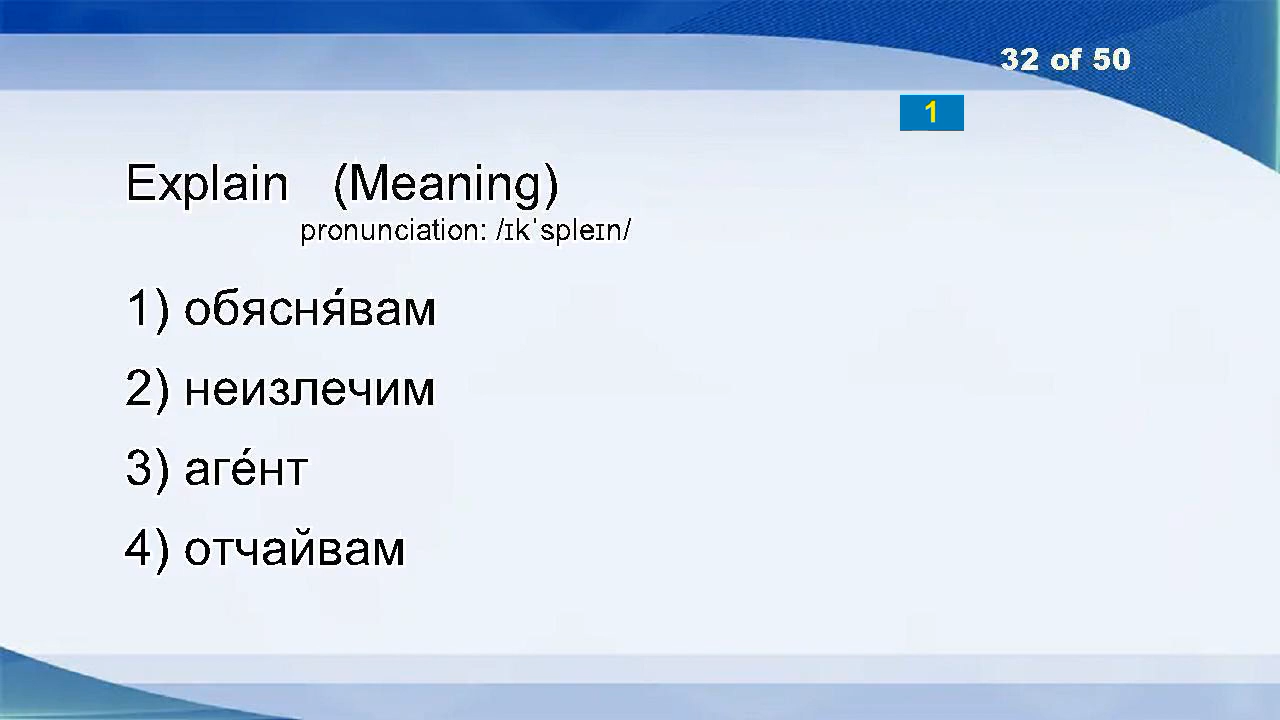 32 of 50
1
Explain (Meaning)
pronunciation: /ɪkˈspleɪn/
1) обясня́вам
2) неизлечим
3) аге́нт
4) отчайвам